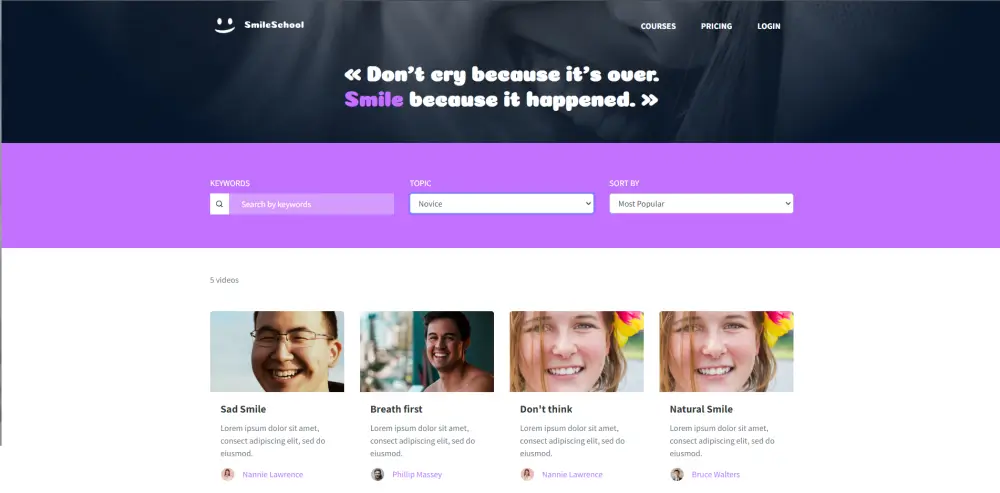 SmileSchool
COURSES
PRICING
LOGIN
« Don't cry because it's over.
Smile because it happened. »
KEYWORDS
Search by keywords
TOPIC
Novice
SORT BY
Most Popular
5 videos
Sad Smile
Lorem ipsum dolor sit amet,
consect adipiscing elit, sed do
eiusmod.
Nannie Lawrence
Breath first
Lorem ipsum dolor sit amet,
consect adipiscing elit, sed do
eiusmod.
Phillip Massey
Don't think
Lorem ipsum dolor sit amet,
consect adipiscing elit, sed do
eiusmod.
Nannie Lawrence
Natural Smile
Lorem ipsum dolor sit amet,
consect adipiscing elit, sed do
eiusmod.
Bruce Walters